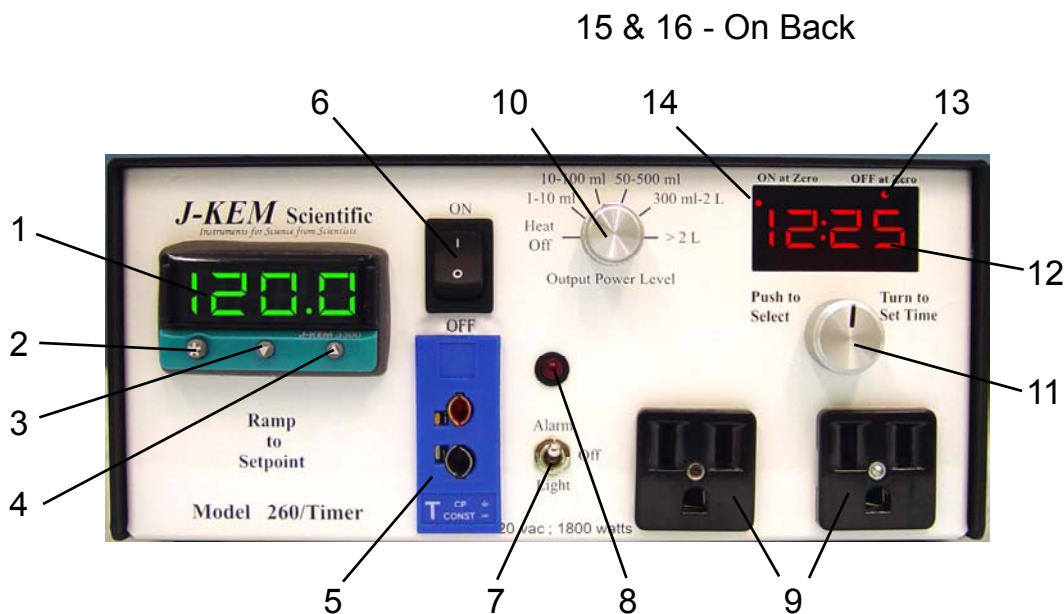 15 & 16 - On Back
6
10
14
13
ON at Zero OFF at Zero
10-100 ml 50-500 ml
1-10 ml 300 ml-2 L
Heat Off
> 2 L
Output Power Level
J-KEM Scientific
Instruments for Science from Scientists
ON
I
O
OFF
1
120.0
12:25
12
J-KEM
2
3
4
Push to Select
Turn to Set Time
11
Ramp
to
Setpoint
Model 260/Timer
Alarm
Off
Light
T CP
CONST
20 vac ; 1800 watts
5
7
8
9